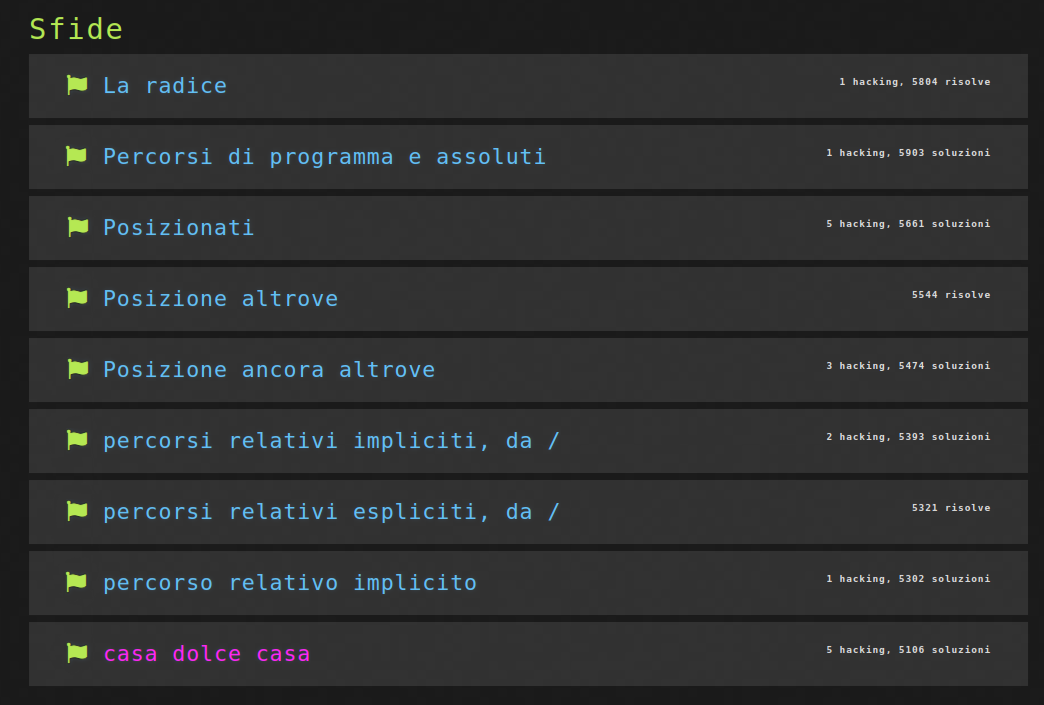 Sfide
La radice 1 hacking, 5804 risolve
Percorsi di programma e assoluti 1 hacking, 5903 soluzioni
Posizionati 5 hacking, 5661 soluzioni
Posizione altrove 5544 risolve
Posizione ancora altrove 3 hacking, 5474 soluzioni
percorsi relativi impliciti, da / 2 hacking, 5393 soluzioni
percorsi relativi espliciti, da / 5321 risolve
percorso relativo implicito 1 hacking, 5302 soluzioni
casa dolce casa 5 hacking, 5106 soluzioni